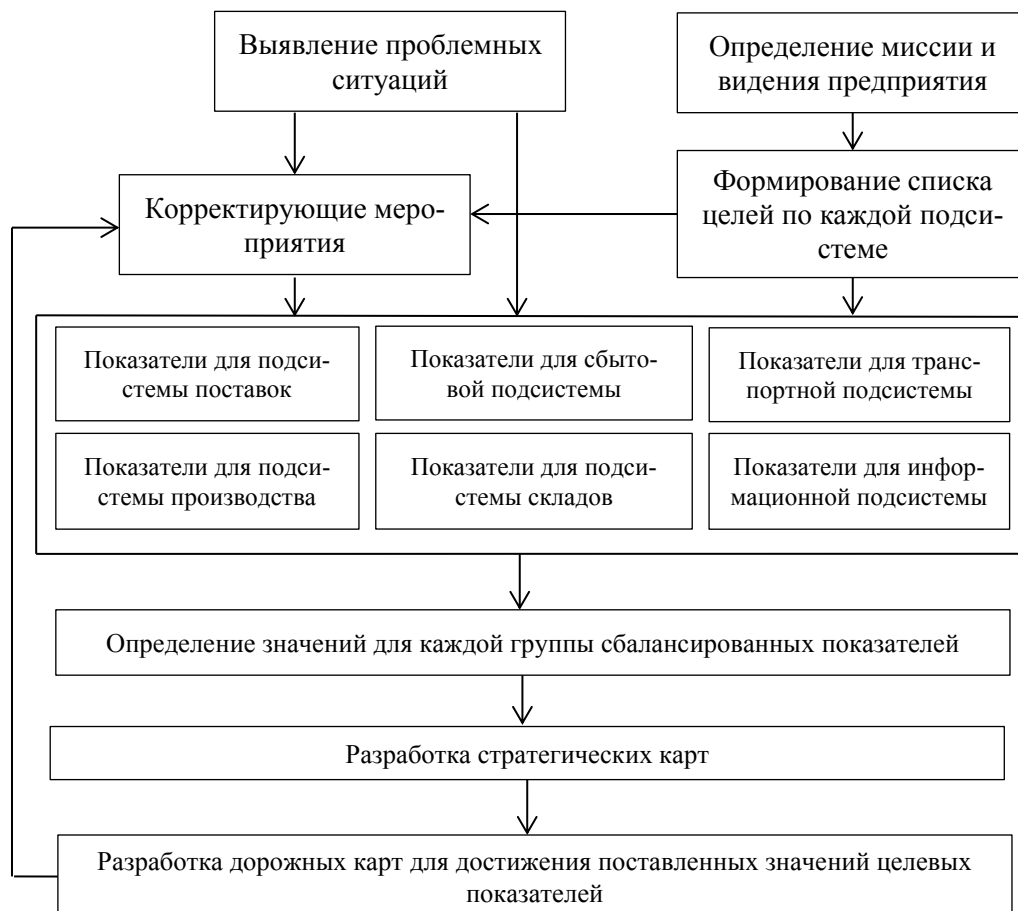 Выявление проблемных
ситуаций
Определение миссии и
видения предприятия
Корректирующие меро-
приятия
Формирование списка
целей по каждой подси-
стеме
Показатели для подси-
стемы поставок
Показатели для сбыто-
вой подсистемы
Показатели для транс-
портной подсистемы
Показатели для подси-
стемы производства
Показатели для подси-
стемы складов
Показатели для инфор-
мационной подсистемы
Определение значений для каждой группы сбалансированных показателей
Разработка стратегических карт
Разработка дорожных карт для достижения поставленных значений целевых
показателей